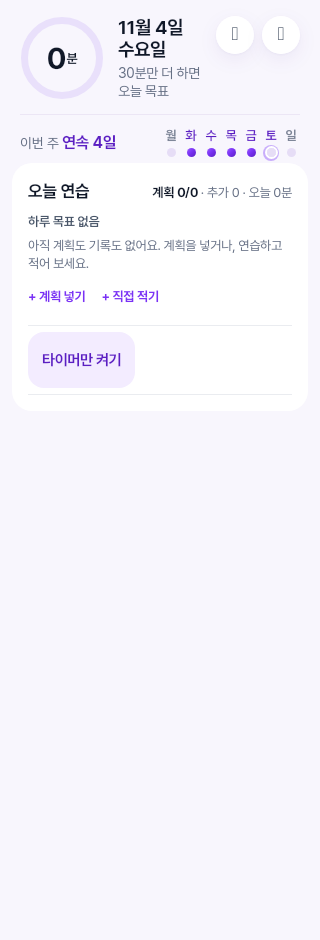 0분
11월 4일
수요일
30분만 더 하면
오늘 목표
이번 주 연속 4일
월 화 수 목 금 토 일
오늘 연습
계획 0/0 · 추가 0 · 오늘 0분
하루 목표 없음
아직 계획도 기록도 없어요. 계획을 넣거나, 연습하고
적어 보세요.
+ 계획 넣기 + 직접 적기
타이머만 켜기